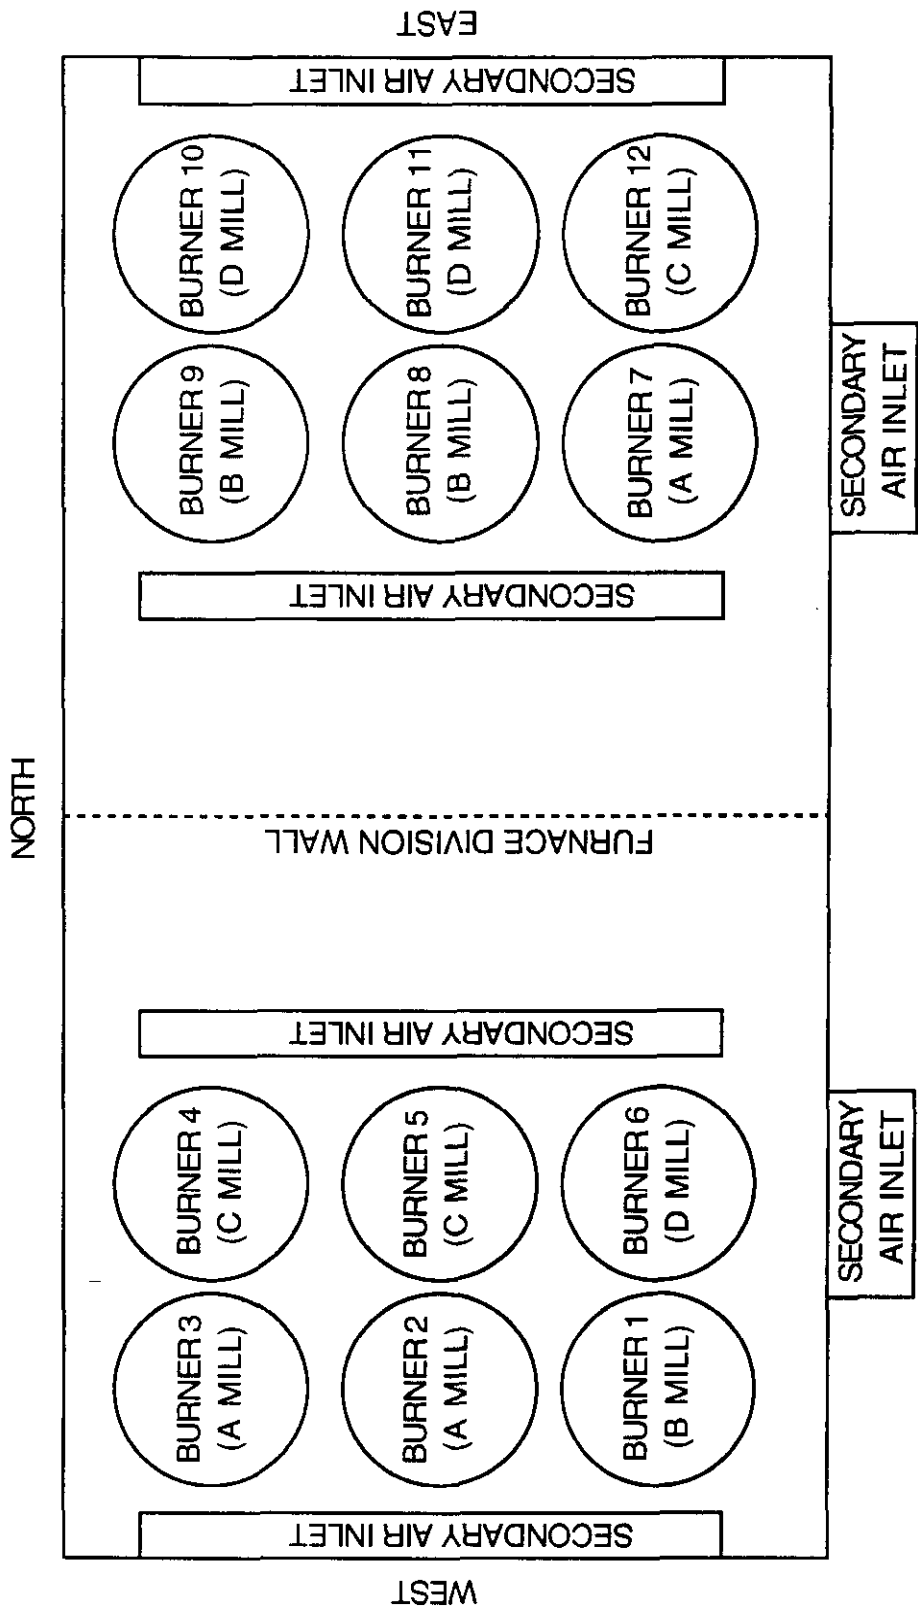 NORTH
WEST
SECONDARY AIR INLET
BURNER 3
(A MILL)
BURNER 4
(C MILL)
BURNER 2
(A MILL)
BURNER 5
(C MILL)
BURNER 1
(B MILL)
BURNER 6
(D MILL)
SECONDARY AIR INLET
SECONDARY
AIR INLET
FURNACE DIVISION WALL
SECONDARY AIR INLET
BURNER 9
(B MILL)
BURNER 10
(D MILL)
BURNER 8
(B MILL)
BURNER 11
(D MILL)
BURNER 7
(A MILL)
BURNER 12
(C MILL)
SECONDARY AIR INLET
SECONDARY
AIR INLET
EAST